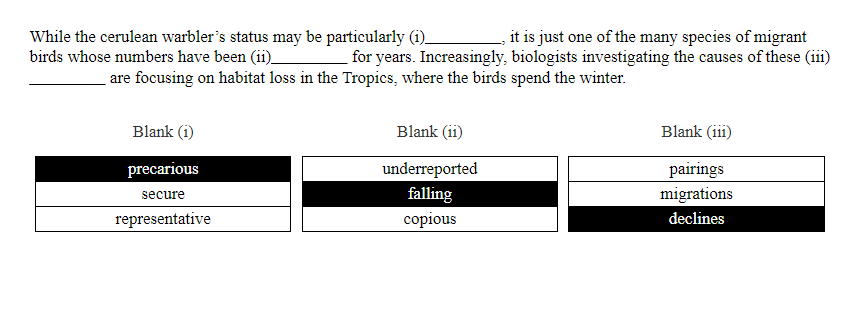 While the cerulean warbler’s status may be particularly (i)__________, it is just one of the many species of migrant
birds whose numbers have been (ii)__________ for years. Increasingly, biologists investigating the causes of these (iii)
__________ are focusing on habitat loss in the Tropics, where the birds spend the winter.
Blank (i) Blank (ii) Blank (iii)
precarious underreported pairings
secure falling migrations
representative copious declines